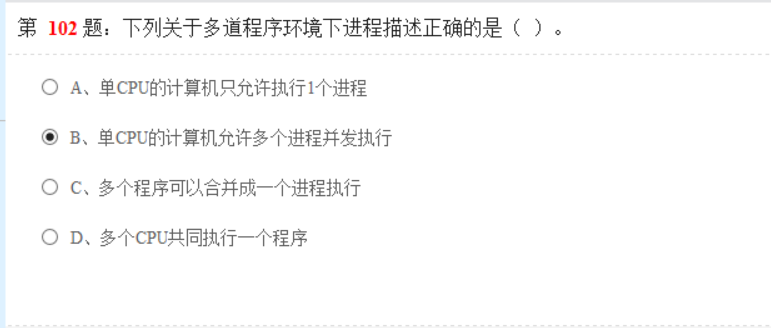 第 102 题：下列关于多道程序环境下进程描述正确的是（ ）。
A、单CPU的计算机只允许执行1个进程
B、单CPU的计算机允许多个进程并发执行
C、多个程序可以合并成一个进程执行
D、多个CPU共同执行一个程序